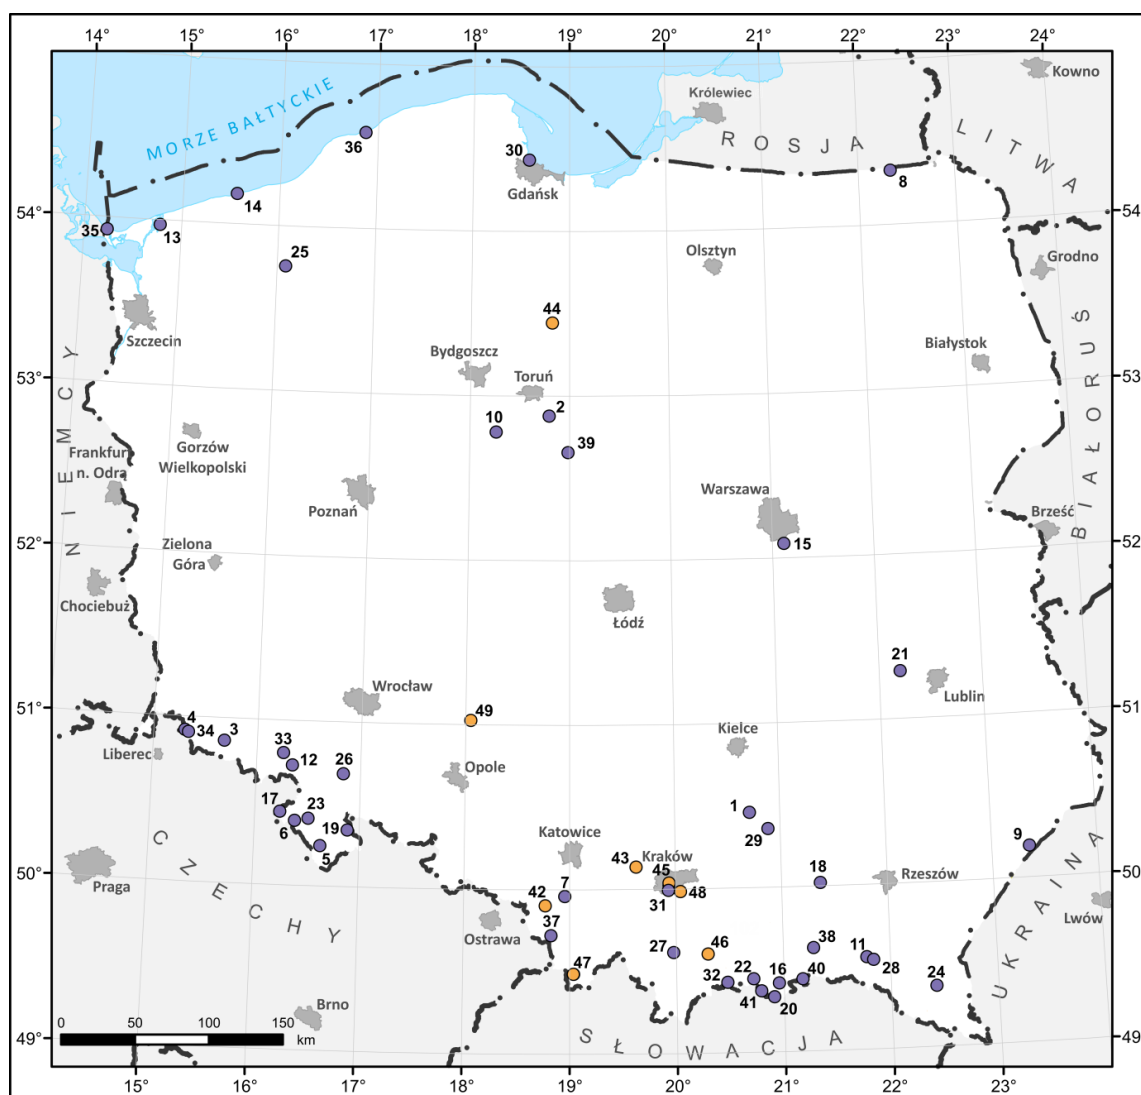 14° 15° 16° 17° 18° 19° 20° 21° 22° 23° 24°
Kowno
Królewiec
MORZE BAŁTYCKIE
ROSJA
LITWA
36
30
Gdańsk
8
14
54° 54°
35
13
25
Olsztyn
Grodno
44
Szczecin
Bydgoszcz
Białystok
BIAŁORUŚ
NIEMCY
53° 53°
Toruń
2
10
39
Gorzów
Wielkopolski
Frankfurt
n. Odrą
Poznań
Warszawa
Brześć
15
52° 52°
Zielona
Góra
Chociebuż
Łódź
21
Lublin
Wrocław
51° 51°
49
4
34
3
33
12
26
Liberec
Kielce
Opole
17
6
23
19
5
1
29
Katowice
9
CZECHY
50° 50°
Praga
43
Kraków
45
48
31
18
Rzeszów
Lwów
42
7
37
Ostrawa
38
27
46
11
28
24
UKRAINA
47
32
22
16
40
41
20
Brno
SŁOWACJA
49° 49°
0 50 100 150
km
15° 16° 17° 18° 19° 20° 21° 22° 23°